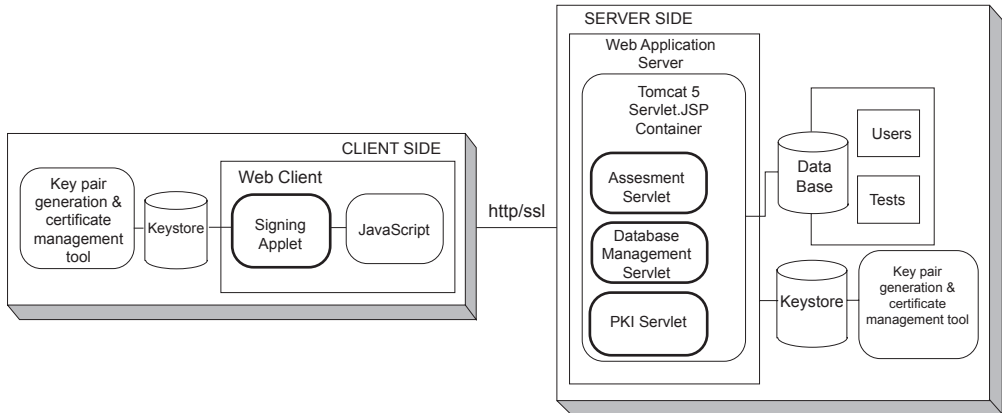 CLIENT SIDE
Key pair
generation &
certificate
management
tool
Keystore
Web Client
Signing
Applet
JavaScript
http/ssl
SERVER SIDE
Web Application
Server
Tomcat 5
Servlet.JSP
Container
Assesment
Servlet
Database
Management
Servlet
PKI Servlet
Data
Base
Users
Tests
Keystore
Key pair
generation &
certificate
management tool